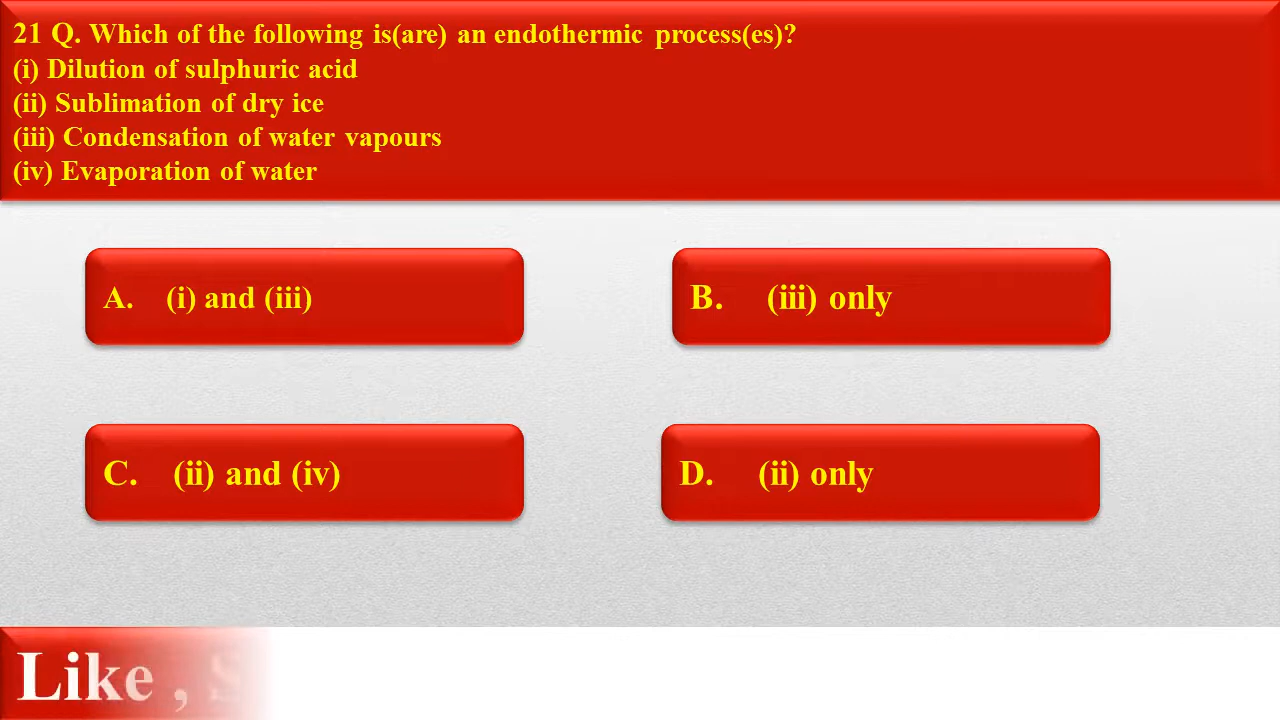 21 Q. Which of the following is(are) an endothermic process(es)?
(i) Dilution of sulphuric acid
(ii) Sublimation of dry ice
(iii) Condensation of water vapours
(iv) Evaporation of water
A. (i) and (iii)
B. (iii) only
C. (ii) and (iv)
D. (ii) only
Like , S